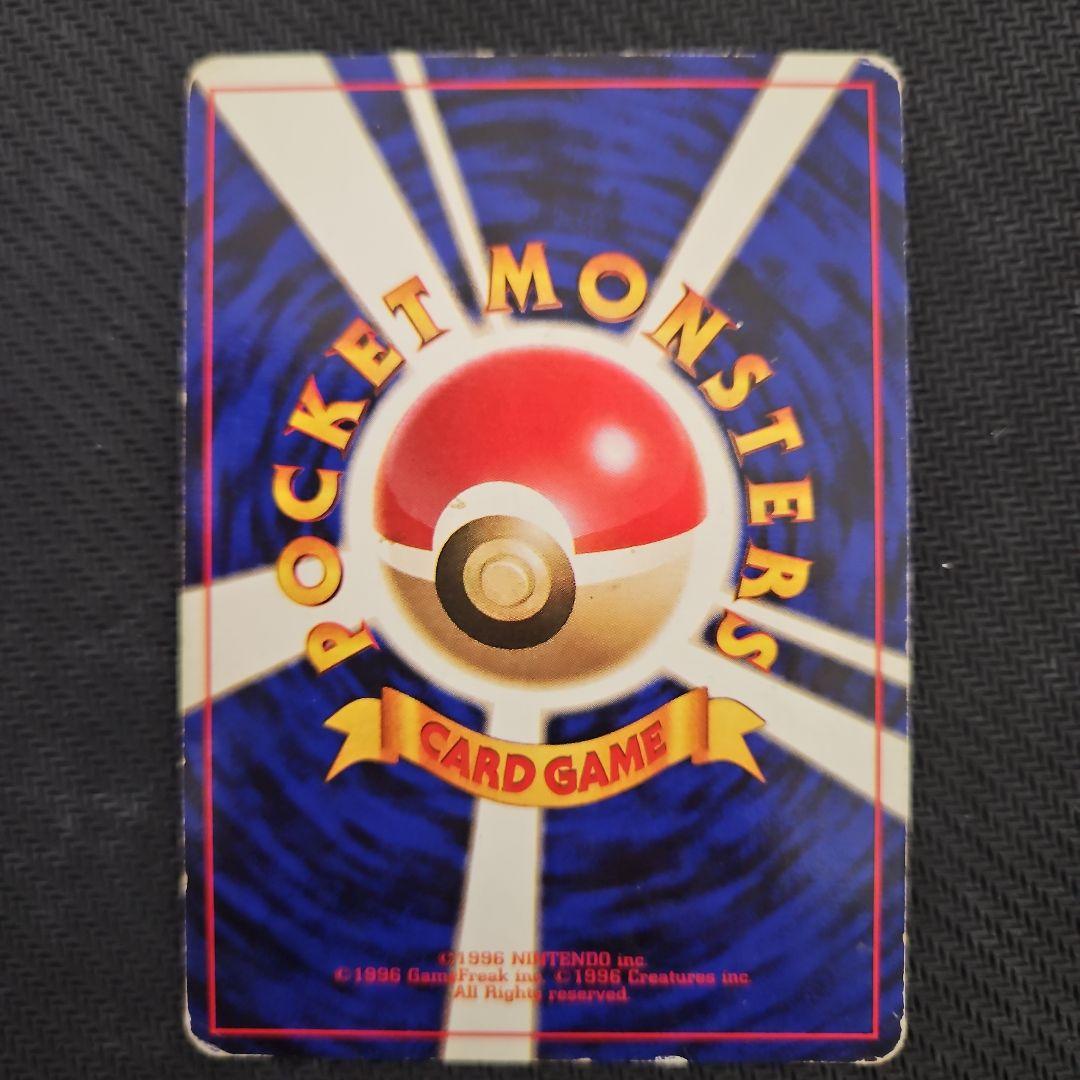 POCKET MONSTERS
CARD GAME
©1996 NINTENDO inc.
©1996 GameFreak inc. ©1996 Creatures inc.
All Rights reserved.